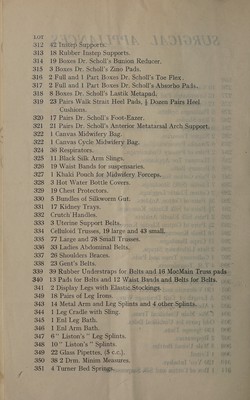 312 42 Instep Supports.
313 18 Rubber Instep Supports.
314 19 Boxes Dr. Scholl's Bunion Reducer.
315 3 Boxes Dr. Scholl's Zino Pads.
316 2 Full and 1 Part Boxes Dr. Scholl's Toe Flex.
317 2 Full and 1 Part Boxes Dr. Scholl's Absorbo Pads.
318 8 Boxes Dr. Scholl's Lastik Metapad.
319 23 Pairs Walk Strait Heel Pads, ½ Dozen Pairs Heel
Cushions.
320 17 Pairs Dr. Scholl's Foot-Eazer.
321 21 Pairs Dr. Scholl's Anterior Metatarsal Arch Support.
322 1 Canvas Midwifery Bag.
322 1 Canvas Cycle Midwifery Bag.
324 36 Respirators.
325 11 Black Silk Arm Slings.
326 19 Waist Bands for suspensaries.
327 1 Khaki Pouch for Midwifery Forceps.
328 3 Hot Water Bottle Covers.
329 19 Chest Protectors.
330 5 Bundles of Silkworm Gut.
331 17 Kidney Trays.
332 Crutch Handles.
333 3 Uterine Support Belts.
334 Celluloid Trusses, 19 large and 43 small.
335 77 Large and 78 Small Trusses.
336 33 Ladies Abdominal Belts.
337 26 Shoulders Braces.
338 23 Gent's Belts.
339 39 Rubber Understraps for Belts and 16 MocMain Truss pads
340 13 Pads for Belts and 12 Waist Bands and Belts for Belts.
341 2 Display Legs with Elastic Stockings.
349 18 Pairs of Leg Irons.
343 14 Metal Arm and Leg Splints and 4 other Splints.
344 1 Leg Cradle with Sling.
345 1 Enl Leg Bath.
346 1 Enl Arm Bath.
347 6 " Liston's " Leg Splints.
348 10 " Liston's " Splints.
349 22 Glass Pipettes, (5 c.c.).
350 38 2 Drm. Minim Measures.
351 4 Turner Bed Springs.